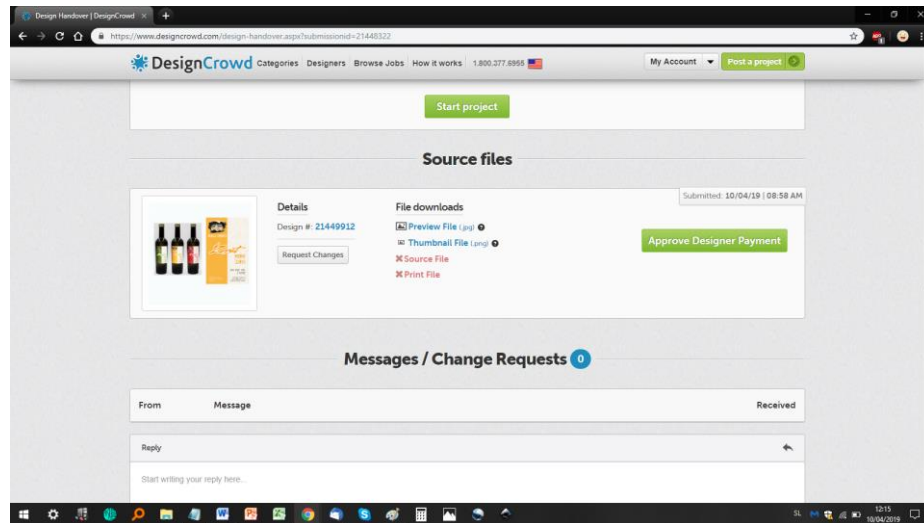 Design Handover | DesignCrowd
https://www.designcrowd.com/design-handover.aspx?submissionid=21448322
DesignCrowd Categories Designers Browse Jobs How it works 1.800.377.6955 My Account Post a project
Start project
Source files
Submitted: 10/04/19 | 08:58 AM
Details File downloads
Design #: 21449912 Preview File (.jpg)
Thumbnail File (.png) Approve Designer Payment
Request Changes Source File
Print File
Messages / Change Requests 0
From Message Received
Reply
Start writing your reply here...
SL 12:15
10/04/2019